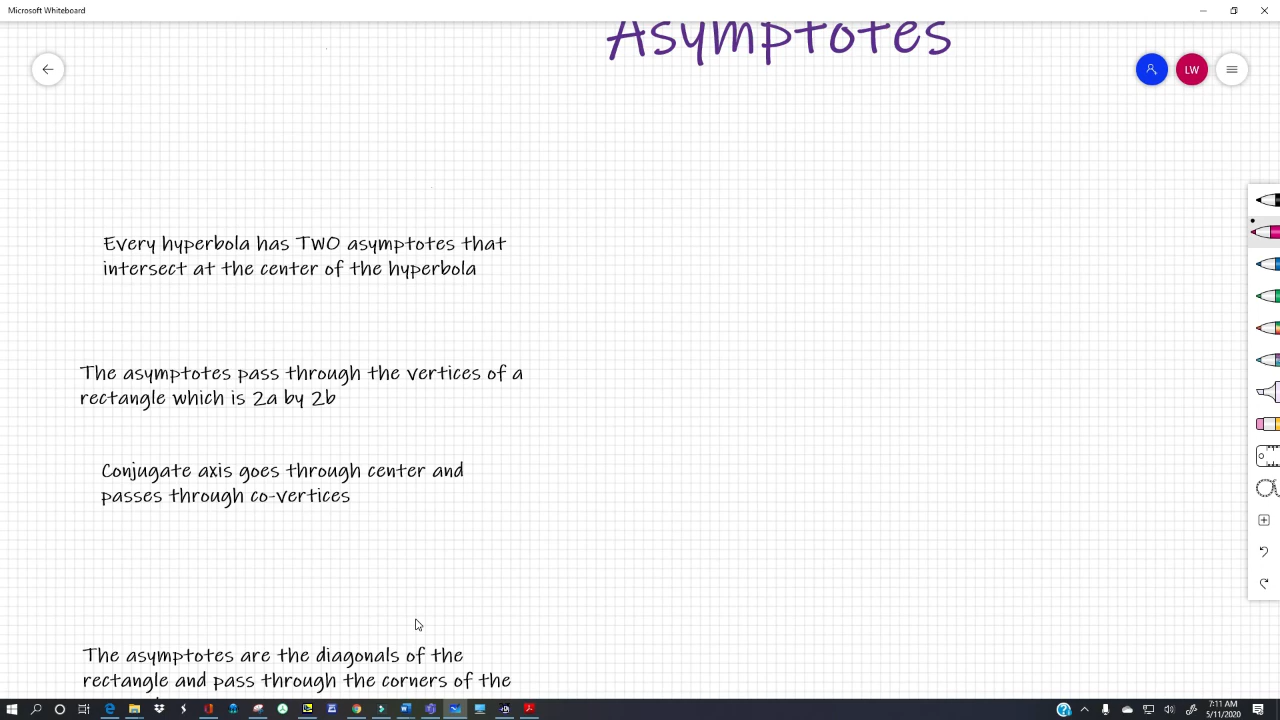 Microsoft Whiteboard
Asymptotes
LW
Every hyperbola has TWO asymptotes that
intersect at the center of the hyperbola
The asymptotes pass through the vertices of a
rectangle which is 2a by 2b
Conjugate axis goes through center and
passes through co-vertices
The asymptotes are the diagonals of the
rectangle and pass through the corners of the
7:11 AM
5/11/2020